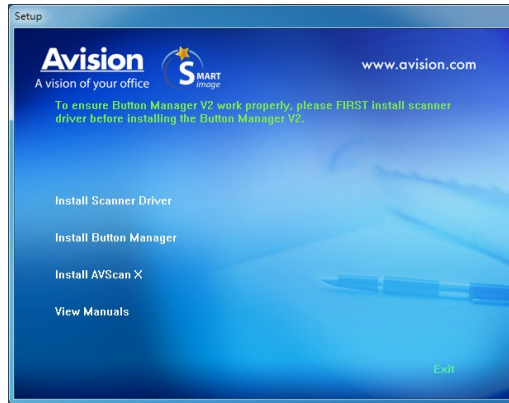 Setup
Avision
A vision of your office
SMART
image
www.avision.com
To ensure Button Manager V2 work properly, please FIRST install scanner
driver before installing the Button Manager V2.
Install Scanner Driver
Install Button Manager
Install AVScan X
View Manuals
Exit